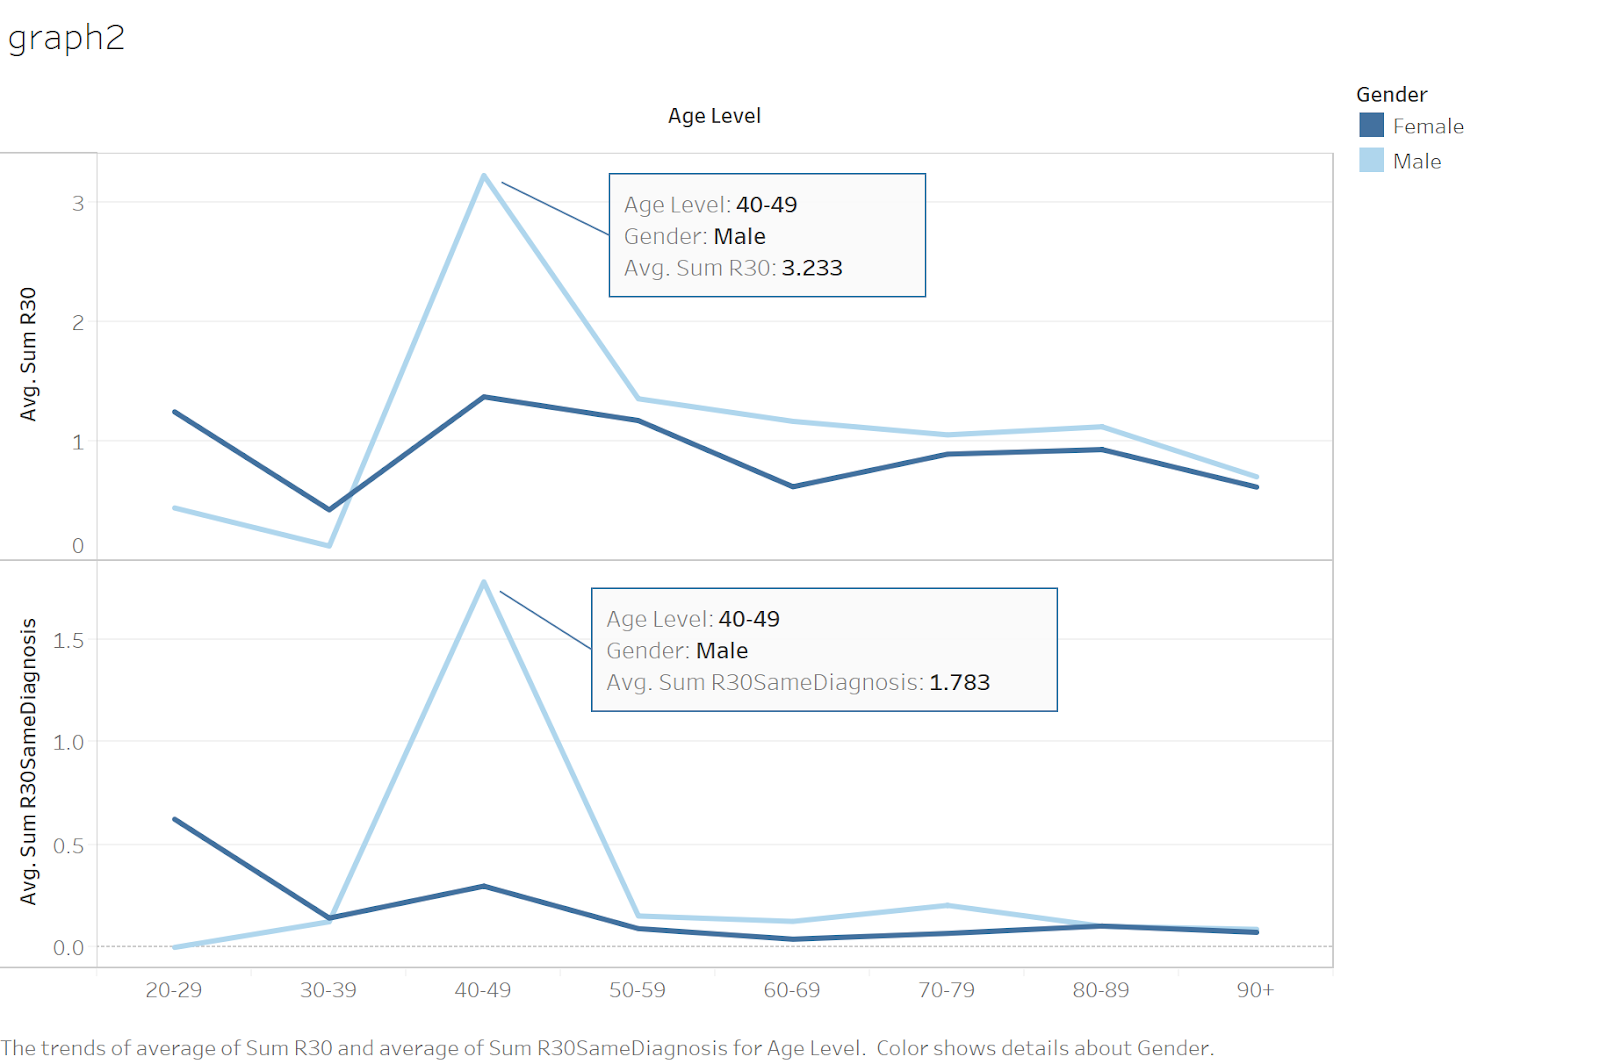 graph2
Age Level
Gender
Female
Male
Avg. Sum R30
3
2
1
0
Age Level: 40-49
Gender: Male
Avg. Sum R30: 3.233
Avg. Sum R30SameDiagnosis
1.5
1.0
0.5
0.0
Age Level: 40-49
Gender: Male
Avg. Sum R30SameDiagnosis: 1.783
20-29 30-39 40-49 50-59 60-69 70-79 80-89 90+
The trends of average of Sum R30 and average of Sum R30SameDiagnosis for Age Level.  Color shows details about Gender.